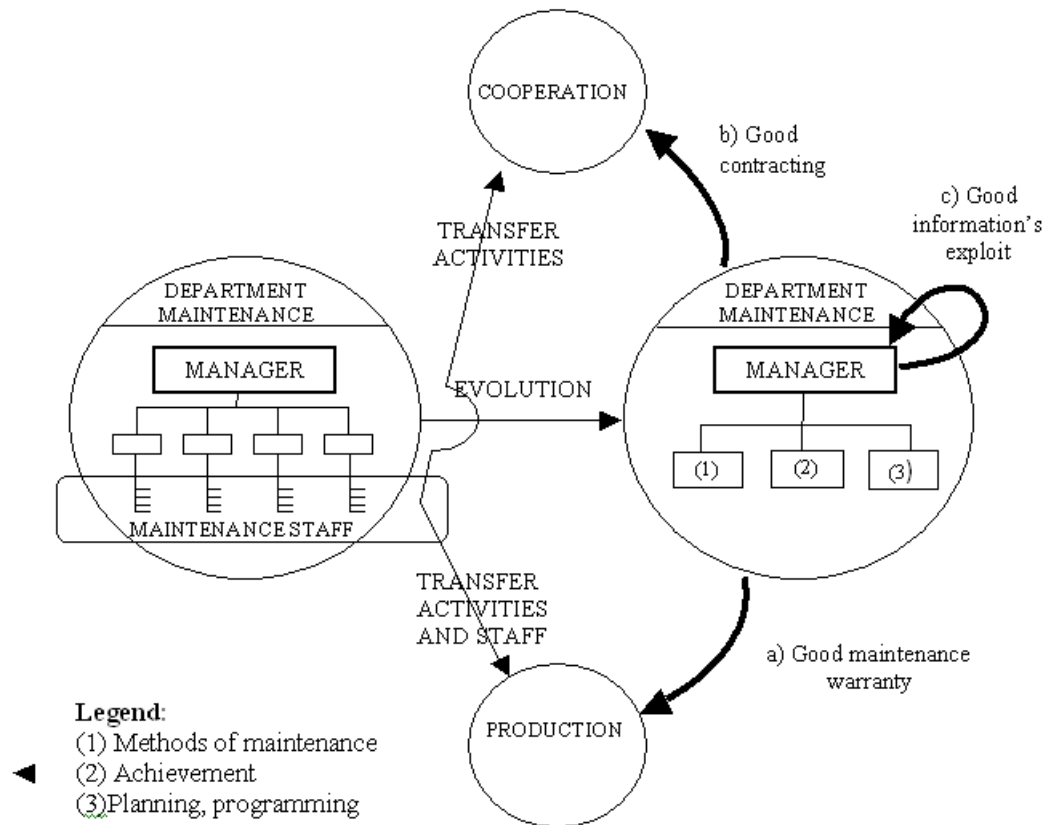 COOPERATION
b) Good
contracting
c) Good
information's
exploit
TRANSFER
ACTIVITIES
DEPARTMENT
MAINTENANCE
MANAGER
MAINTENANCE STAFF
EVOLUTION
DEPARTMENT
MAINTENANCE
MANAGER
(1)
(2)
(3)
TRANSFER
ACTIVITIES
AND STAFF
a) Good maintenance
warranty
PRODUCTION
Legend:
(1) Methods of maintenance
(2) Achievement
(3)Planning, programming